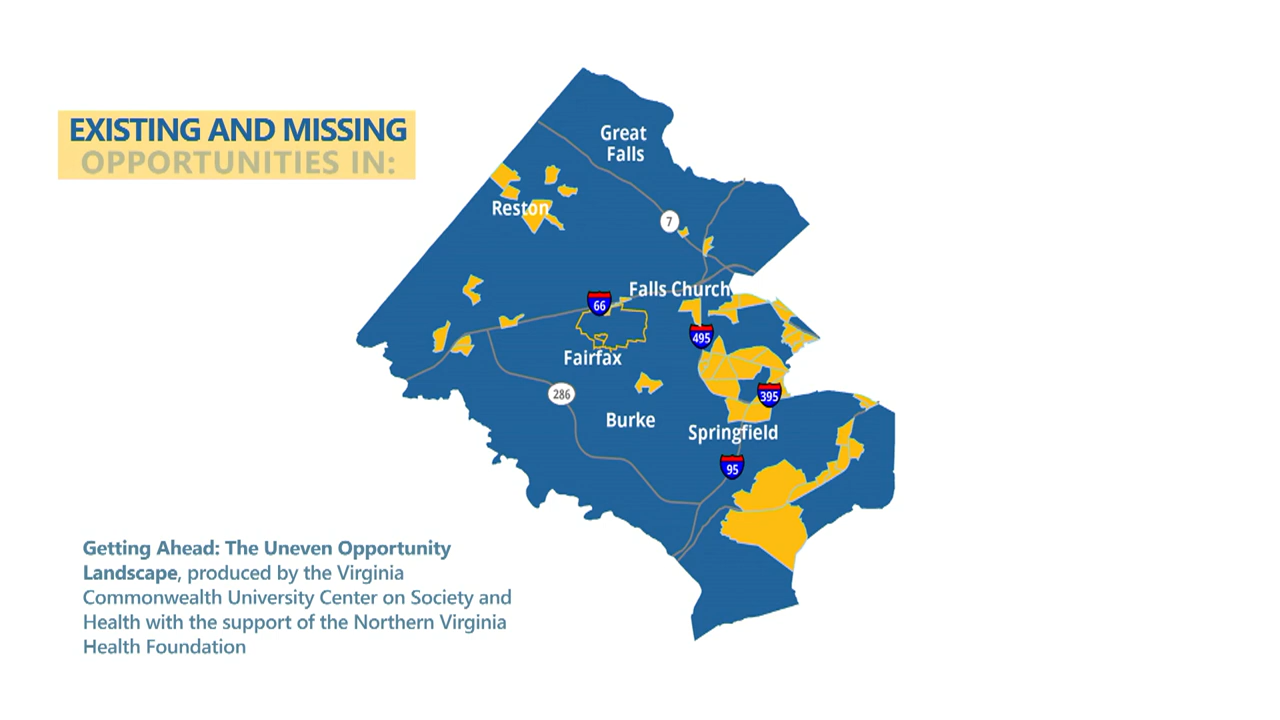 EXISTING AND MISSING
OPPORTUNITIES IN:
Great
Falls
Reston
7
Falls Church
66
495
Fairfax
286
395
Burke
Springfield
95
Getting Ahead: The Uneven Opportunity
Landscape, produced by the Virginia
Commonwealth University Center on Society and
Health with the support of the Northern Virginia
Health Foundation